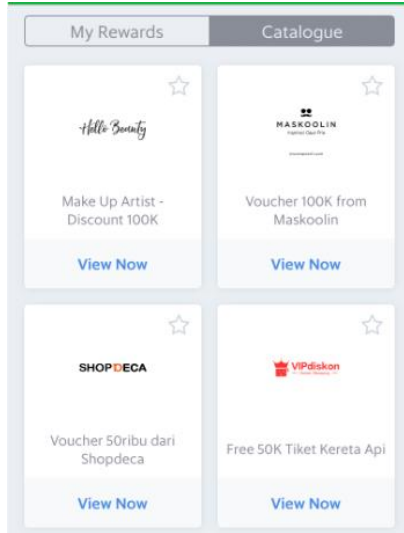 My Rewards
Catalogue
Hello Beauty
MASKOOLIN
Make Up Artist -
Discount 100K
Voucher 100K from
Maskoolin
View Now
View Now
SHOPDECA
VIPdiskon
Voucher 50ribu dari
Shopdeca
Free 50K Tiket Kereta Api
View Now
View Now